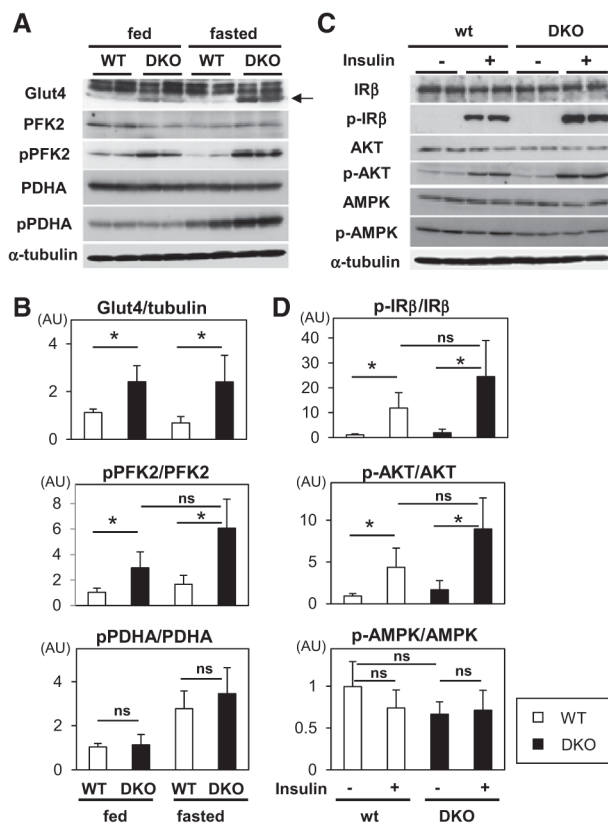 A
fed fasted
WT DKO WT DKO
Glut4
PFK2
pPFK2
PDHA
pPDHA
α-tubulin
B
Glut4/tubulin
(AU)
4
2
0
* *
pPFK2/PFK2
(AU)
8
6
4
2
0
* ns *
pPDHA/PDHA
(AU)
4
2
0
ns ns
WT DKO WT DKO
fed fasted
C
wt DKO
Insulin - + - +
IRβ
p-IRβ
AKT
p-AKT
AMPK
p-AMPK
α-tubulin
D
p-IRβ/IRβ
(AU)
40
30
20
10
0
* ns *
p-AKT/AKT
(AU)
10
5
0
* ns *
p-AMPK/AMPK
(AU)
1
0.5
0
ns ns ns
Insulin - + - +
wt DKO
WT
DKO